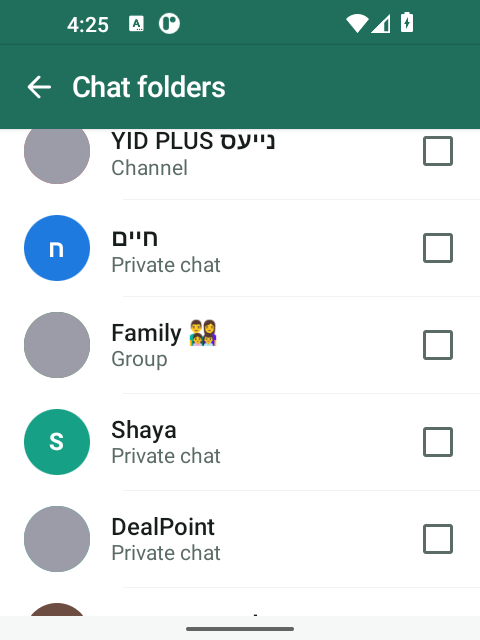 4:25
Chat folders
YID PLUS נייעס
Channel
ח
חיים
Private chat
Family 👨‍👩‍👧‍👦
Group
S
Shaya
Private chat
DealPoint
Private chat